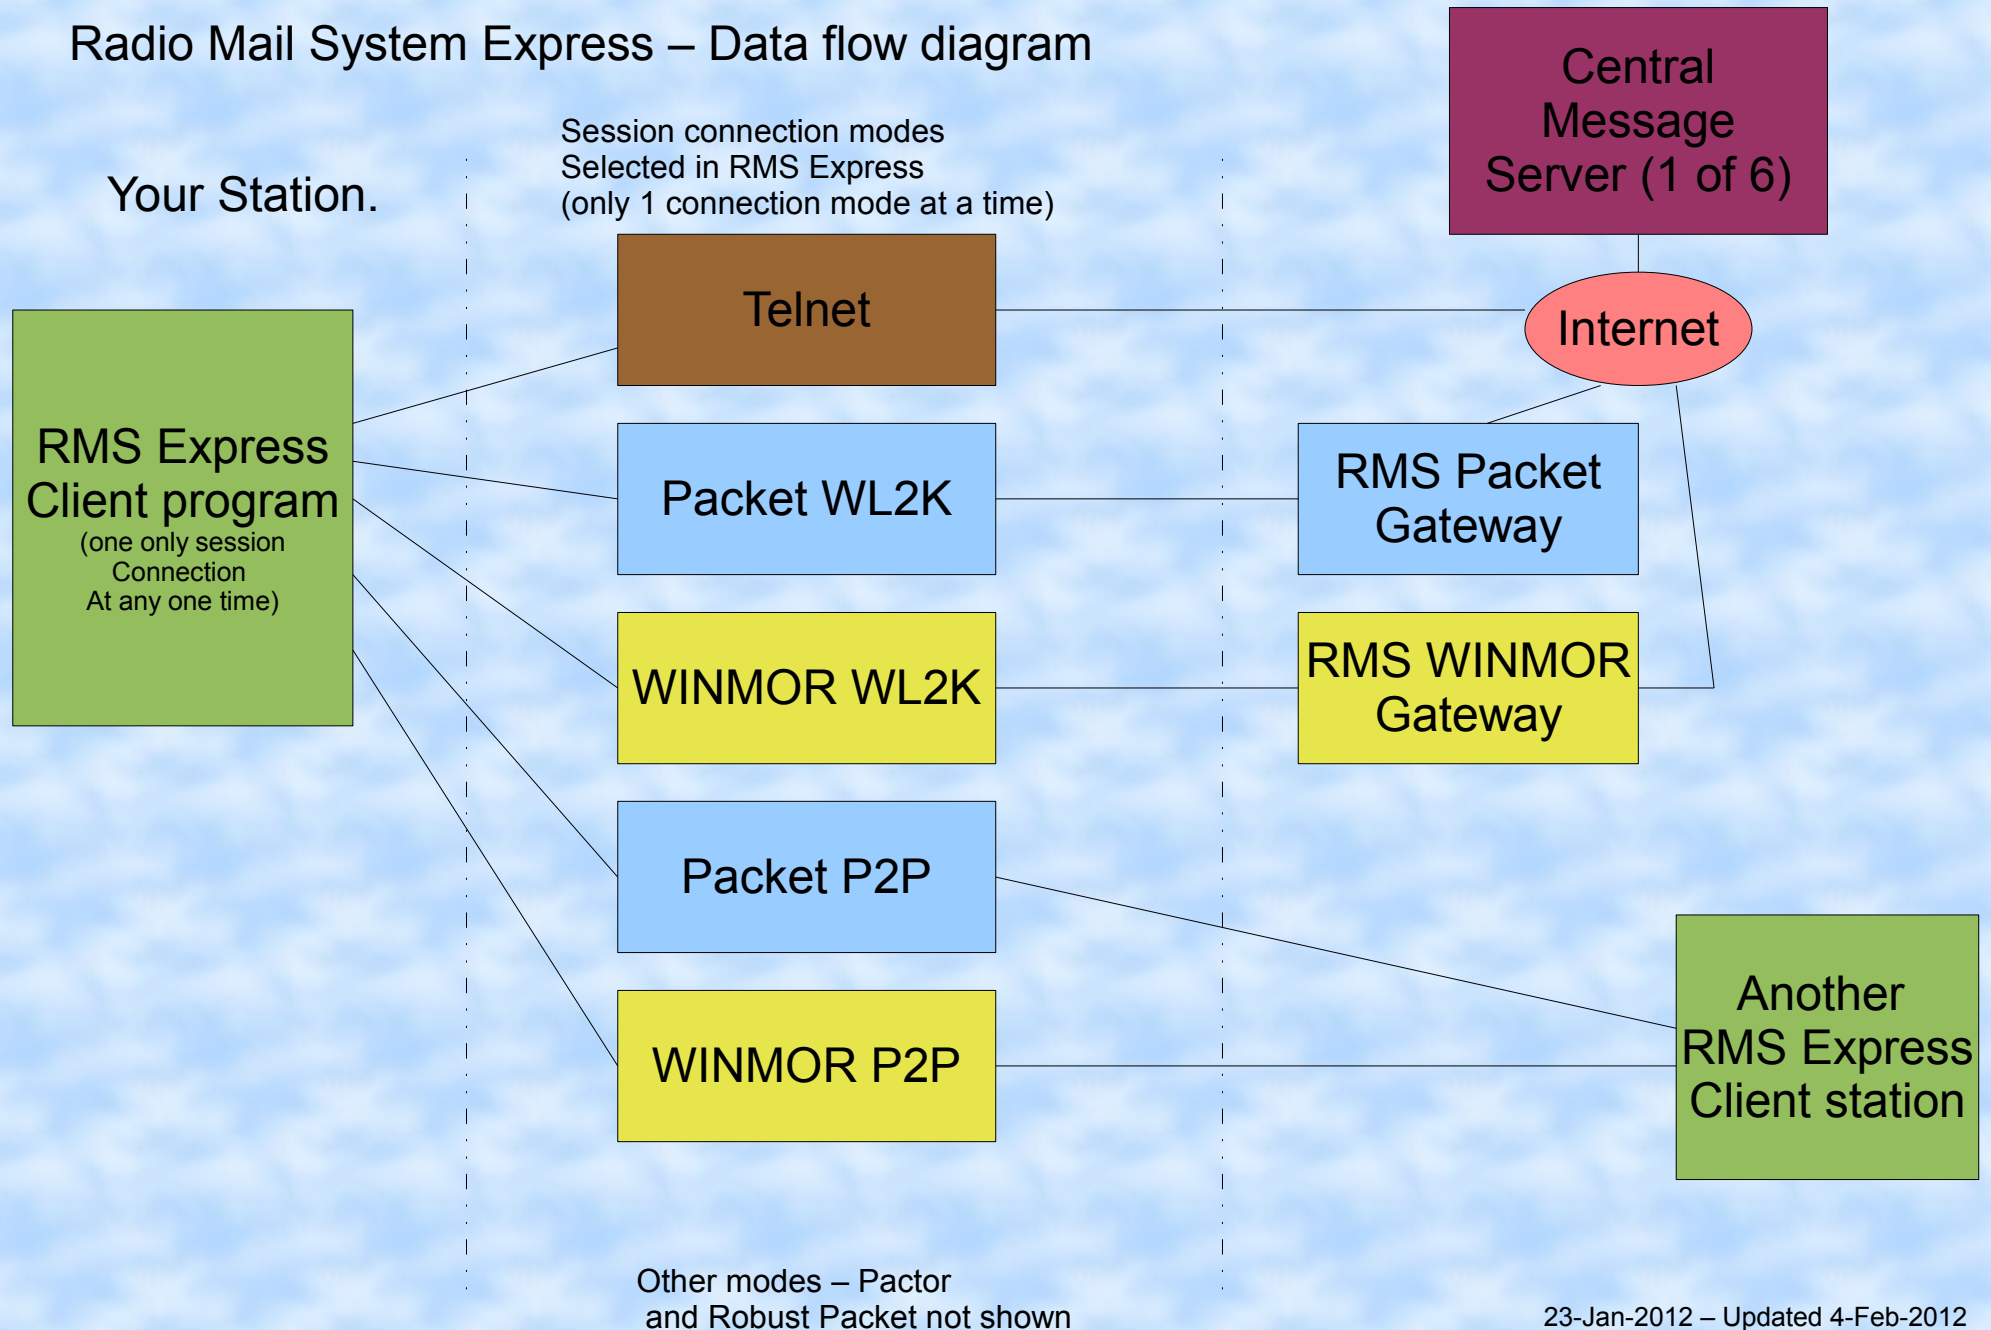 Radio Mail System Express – Data flow diagram
Central
Message
Server (1 of 6)
Session connection modes
Selected in RMS Express
(only 1 connection mode at a time)
Your Station.
Telnet
Internet
RMS Express
Client program
(one only session
Connection
At any one time)
Packet WL2K
RMS Packet
Gateway
WINMOR WL2K
RMS WINMOR
Gateway
Packet P2P
WINMOR P2P
Another
RMS Express
Client station
Other modes – Pactor
and Robust Packet not shown
23-Jan-2012 – Updated 4-Feb-2012